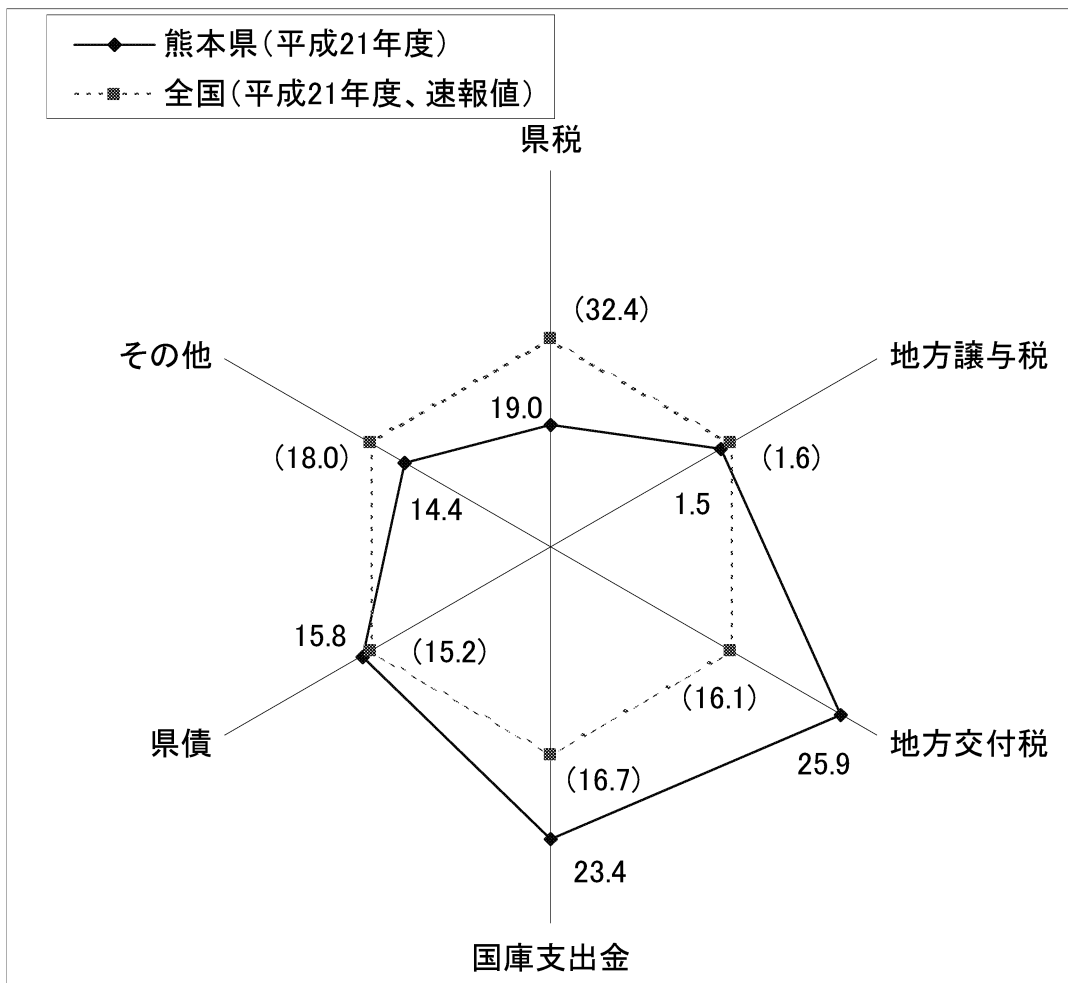 熊本県（平成21年度）
全国（平成21年度、速報値）
県税
（32.4）
その他
地方譲与税
19.0
（18.0）
（1.6）
14.4
1.5
15.8
（15.2）
（16.1）
県債
地方交付税
25.9
（16.7）
23.4
国庫支出金